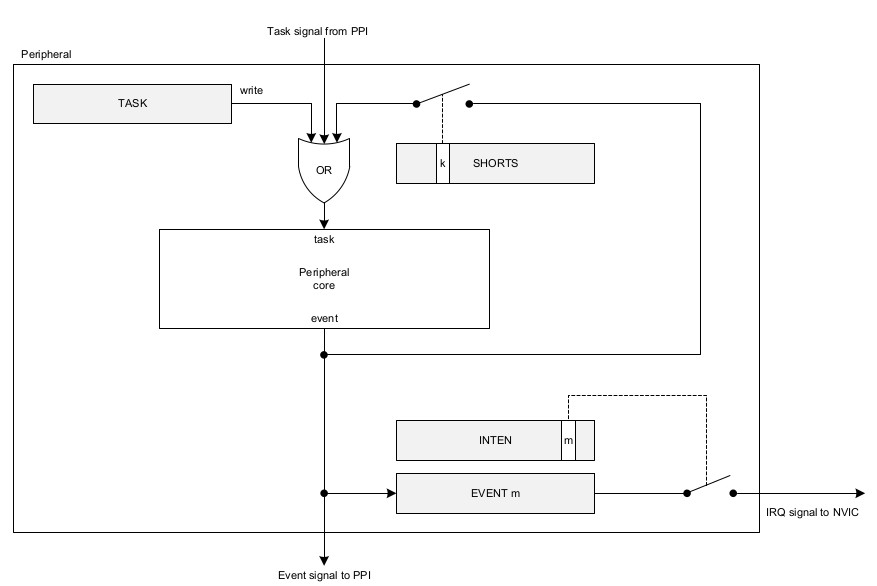 Task signal from PPI
Peripheral
write
TASK
k
SHORTS
OR
task
Peripheral
core
event
INTEN
m
EVENT m
IRQ signal to NVIC
Event signal to PPI